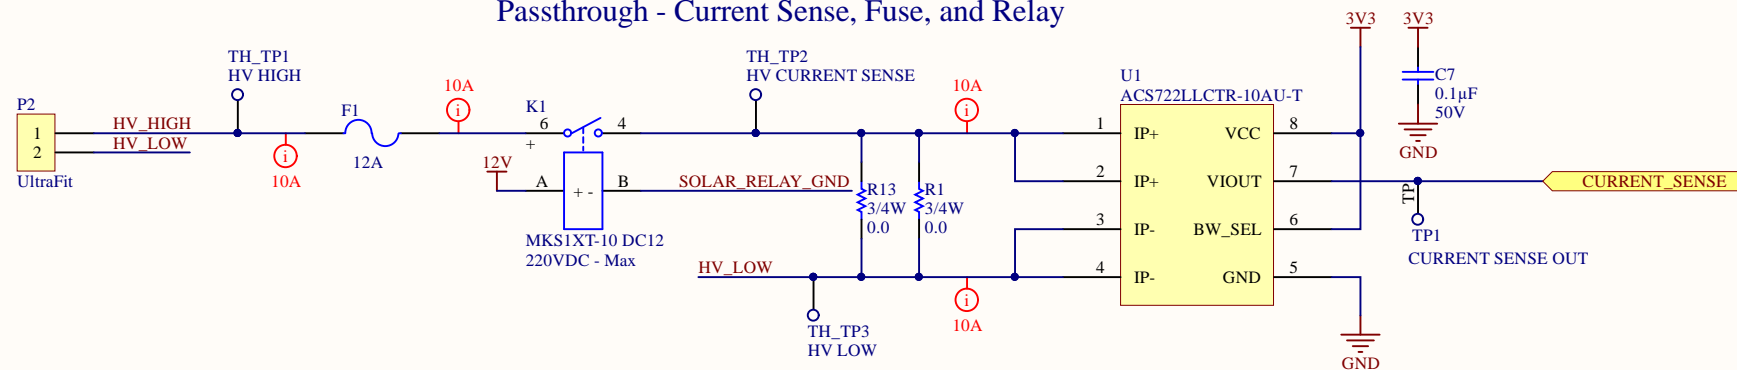 Passthrough - Current Sense, Fuse, and Relay
P2
1
2
UltraFit
HV_HIGH
HV_LOW
TH_TP1
HV HIGH
10A
F1
12A
10A
K1
6
4
+
12V
A
+ -
B
SOLAR_RELAY_GND
MKS1XT-10 DC12
220VDC - Max
TH_TP2
HV CURRENT SENSE
R13
3/4W
0.0
R1
3/4W
0.0
10A
HV_LOW
TH_TP3
HV LOW
10A
U1
ACS722LLCTR-10AU-T
1
IP+
VCC
8
2
IP+
VIOUT
7
3
IP-
BW_SEL
6
4
IP-
GND
5
3V3
3V3
C7
0.1µF
50V
GND
CURRENT_SENSE
TP
TP1
CURRENT SENSE OUT
GND